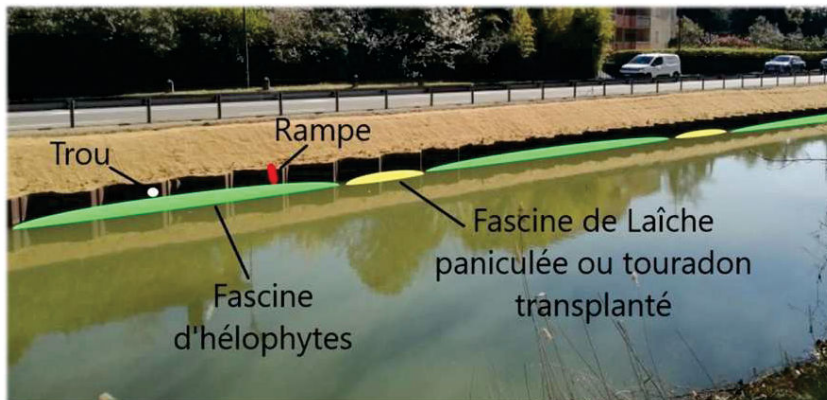 Trou
Rampe
Fascine
d'hélophytes
Fascine de Laîche
paniculée ou touradon
transplanté